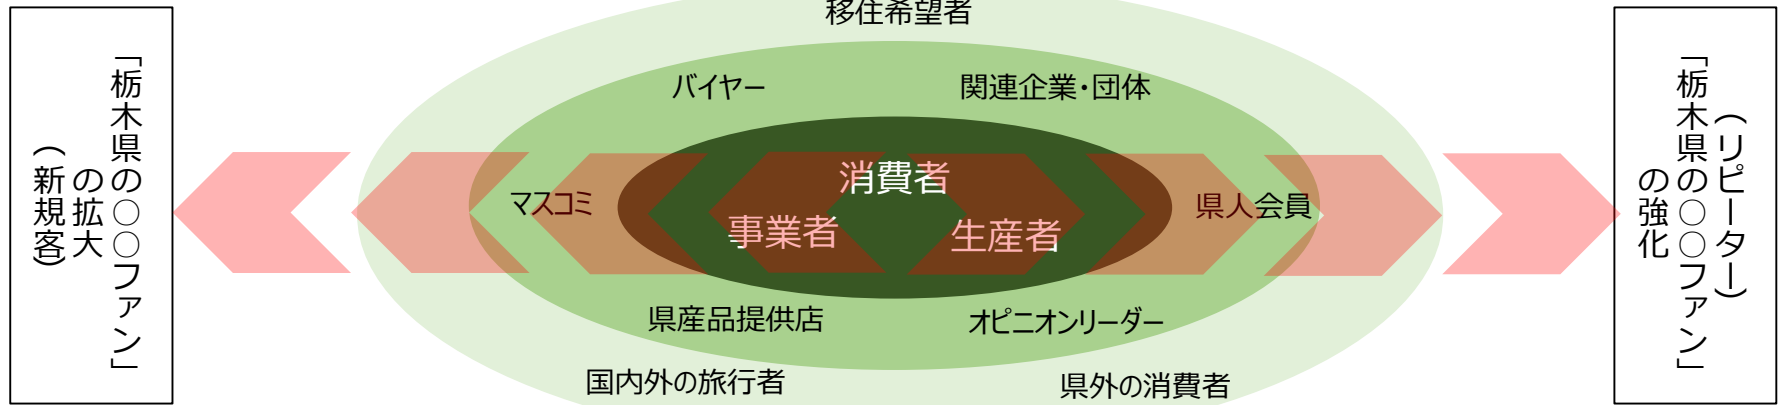 「栃木県の○○ファン」
の拡大
(新規客)
移住希望者
バイヤー
関連企業・団体
消費者
マスコミ
県人会員
事業者
生産者
県産品提供店
オピニオンリーダー
国内外の旅行者
県外の消費者
(リピーター)
「栃木県の○○ファン」
の強化